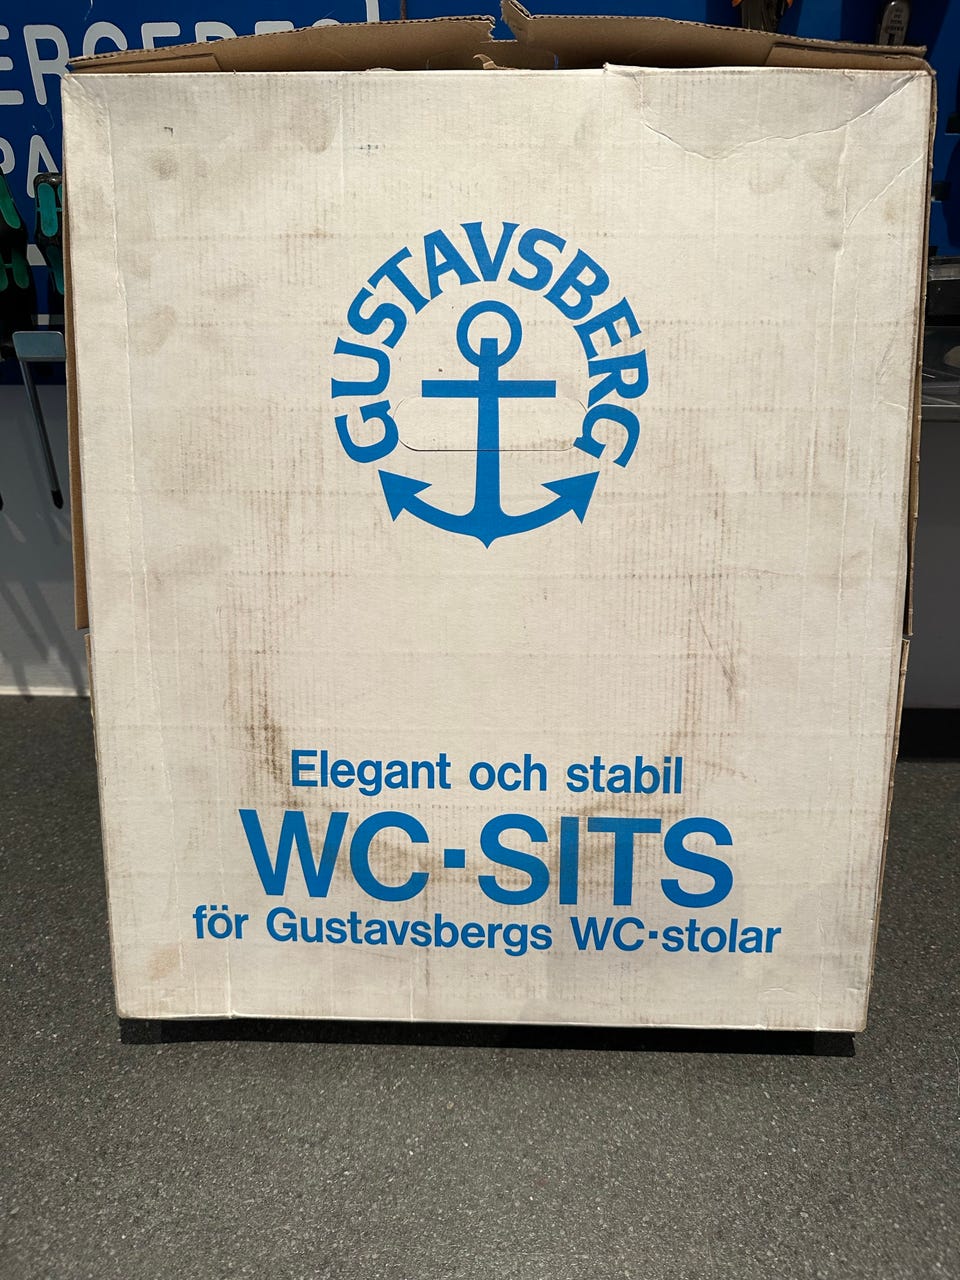 GUSTAVSBERG
Elegant och stabil
WC-SITS
för Gustavsbergs WC-stolar